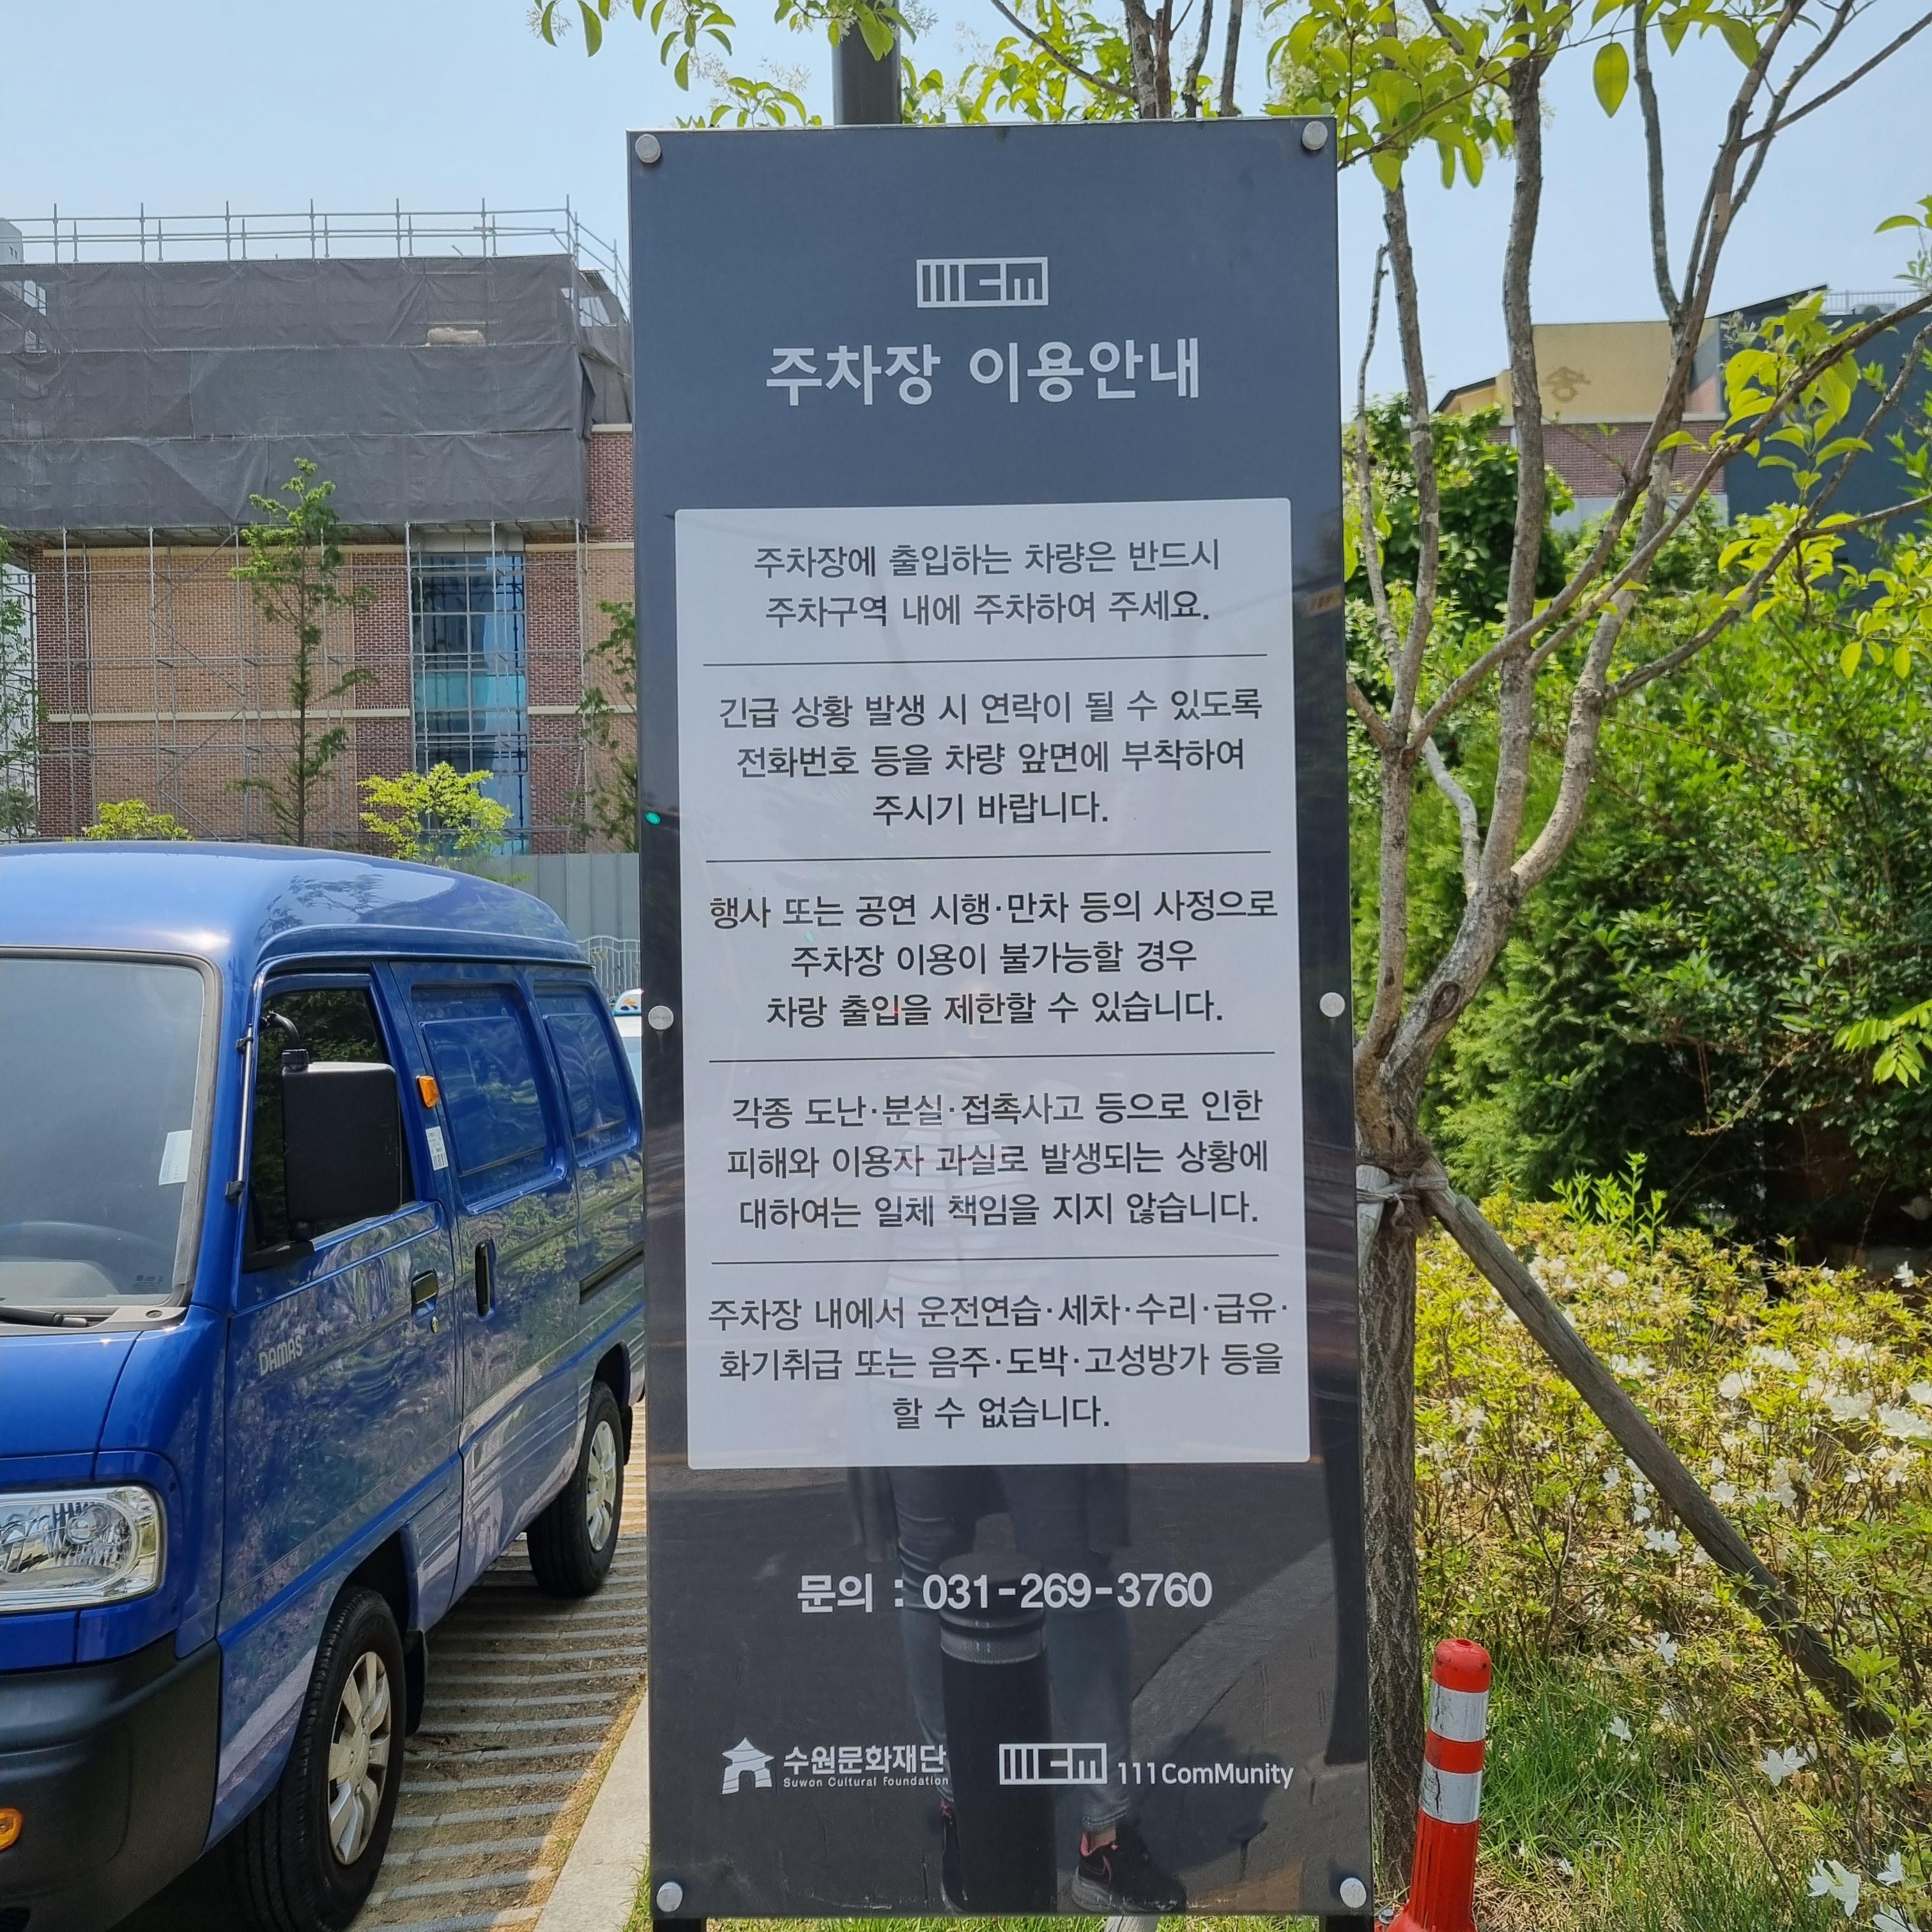 주차장 이용안내
주차장에 출입하는 차량은 반드시
주차구역 내에 주차하여 주세요.
긴급 상황 발생 시 연락이 될 수 있도록
전화번호 등을 차량 앞면에 부착하여
주시기 바랍니다.
행사 또는 공연 시행·만차 등의 사정으로
주차장 이용이 불가능할 경우
차랑 출입을 제한할 수 있습니다.
각종 도난·분실·접촉사고 등으로 인한
피해와 이용자 과실로 발생되는 상황에
대하여는 일체 책임을 지지 않습니다.
주차장 내에서 운전연습·세차·수리·급유·
화기취급 또는 음주·도박·고성방가 등을
할 수 없습니다.
문의 : 031-269-3760
수원문화재단
Suwon Cultural Foundation
111ComMunity
DAMAS